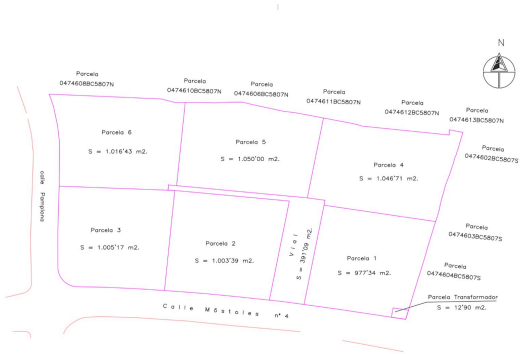 N
Parcela
0474608BC5807N
Parcela
0474610BC5807N
Parcela
0474606BC5807N
Parcela
0474611BC5807N
Parcela
0474612BC5807N
Parcela
0474613BC5807N
Parcela
0474602BC5807S
Parcela 6
S = 1.016'43 m2.
Parcela 5
S = 1.050'00 m2.
Parcela 4
S = 1.046'71 m2.
calle Pamplona
Parcela 3
S = 1.005'17 m2.
Parcela 2
S = 1.003'39 m2.
Vial
S = 391'09 m2.
Parcela 1
S = 977'34 m2.
Parcela
0474603BC5807S
Parcela
0474604BC5807S
Parcela Transformador
S = 12'90 m2.
Calle Móstoles nº 4